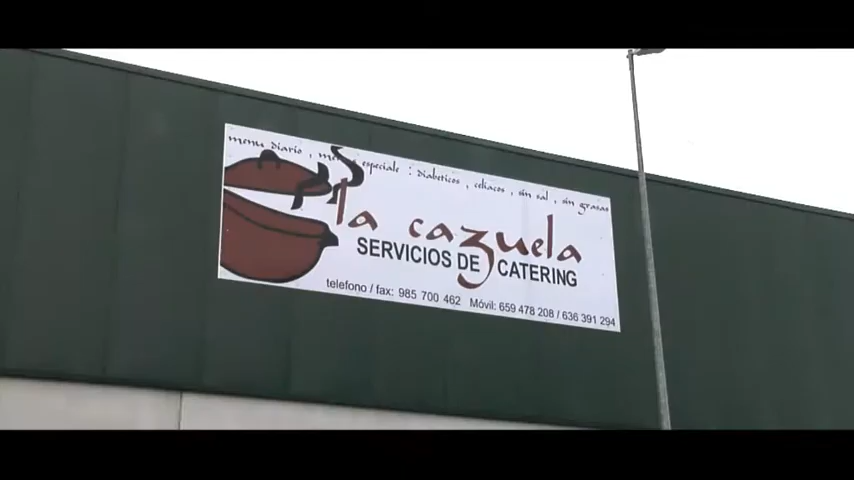 menu diario , menu especiale : diabeticos , celiacos , sin sal , sin grasas
la cazuela
SERVICIOS DE CATERING
telefono / fax: 985 700 462 Móvil: 659 478 208 / 636 391 294